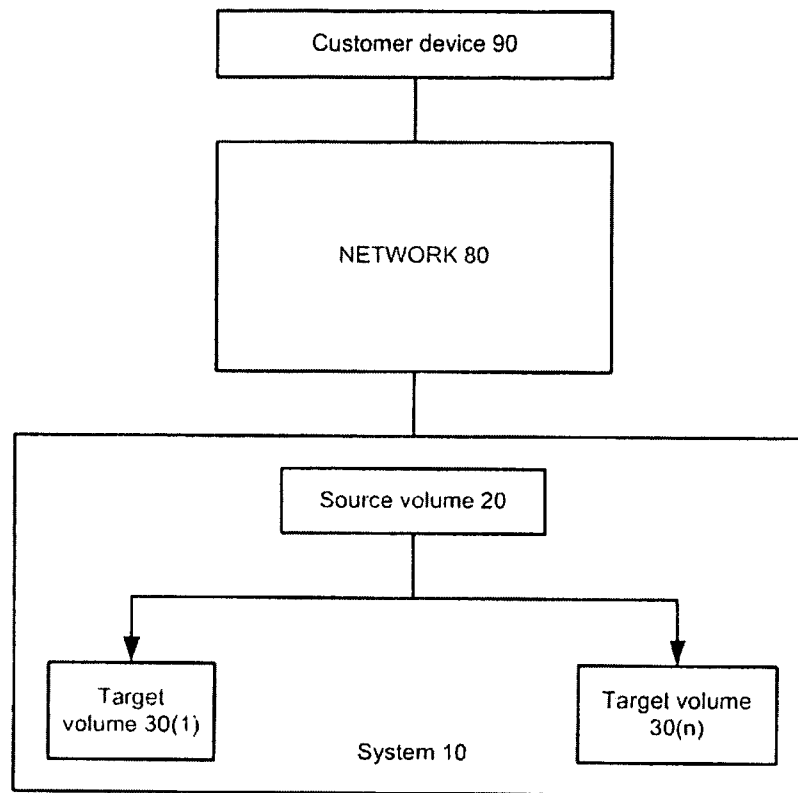 Customer device 90
NETWORK 80
Source volume 20
Target
volume 30(1)
Target volume
30(n)
System 10